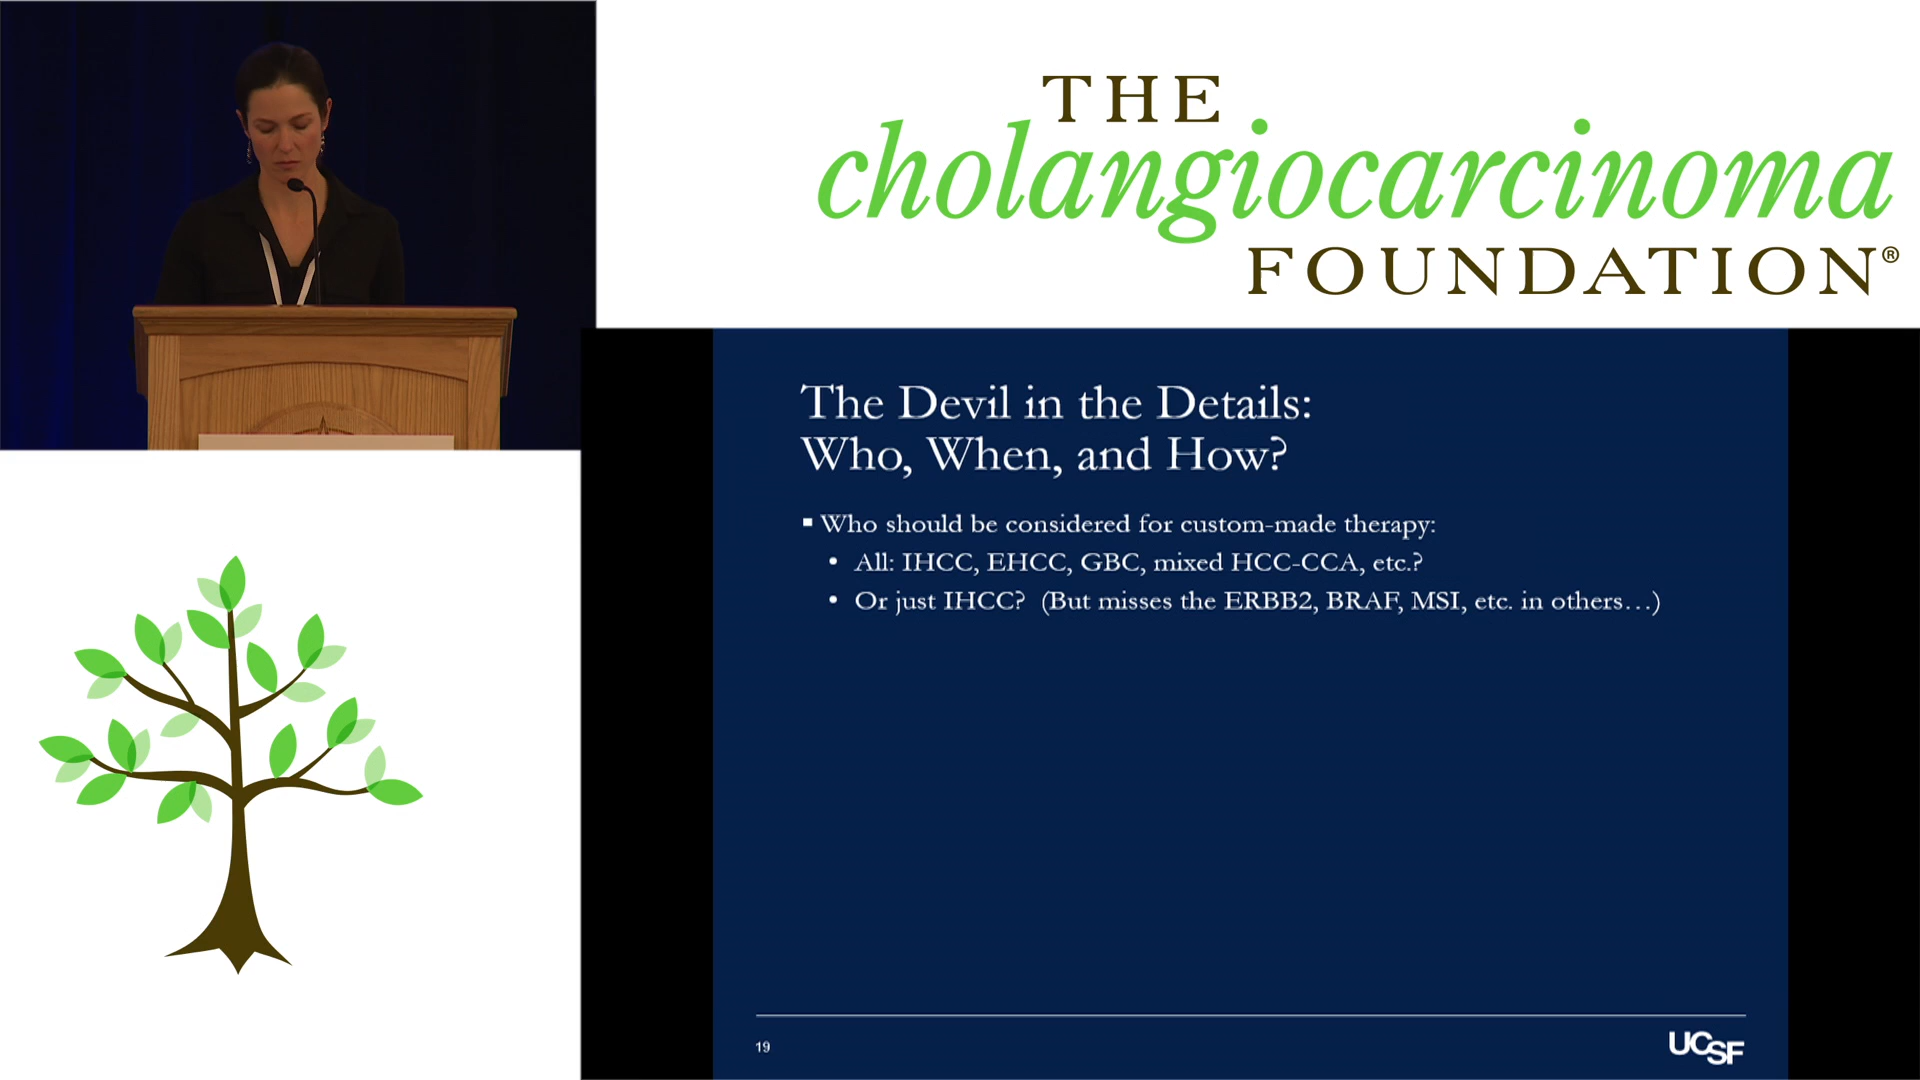 THE
cholangiocarcinoma
FOUNDATION®
The Devil in the Details:
Who, When, and How?
▪ Who should be considered for custom-made therapy:
• All: IHCC, EHCC, GBC, mixed HCC-CCA, etc.?
• Or just IHCC? (But misses the ERBB2, BRAF, MSI, etc. in others…)
19
UCSF